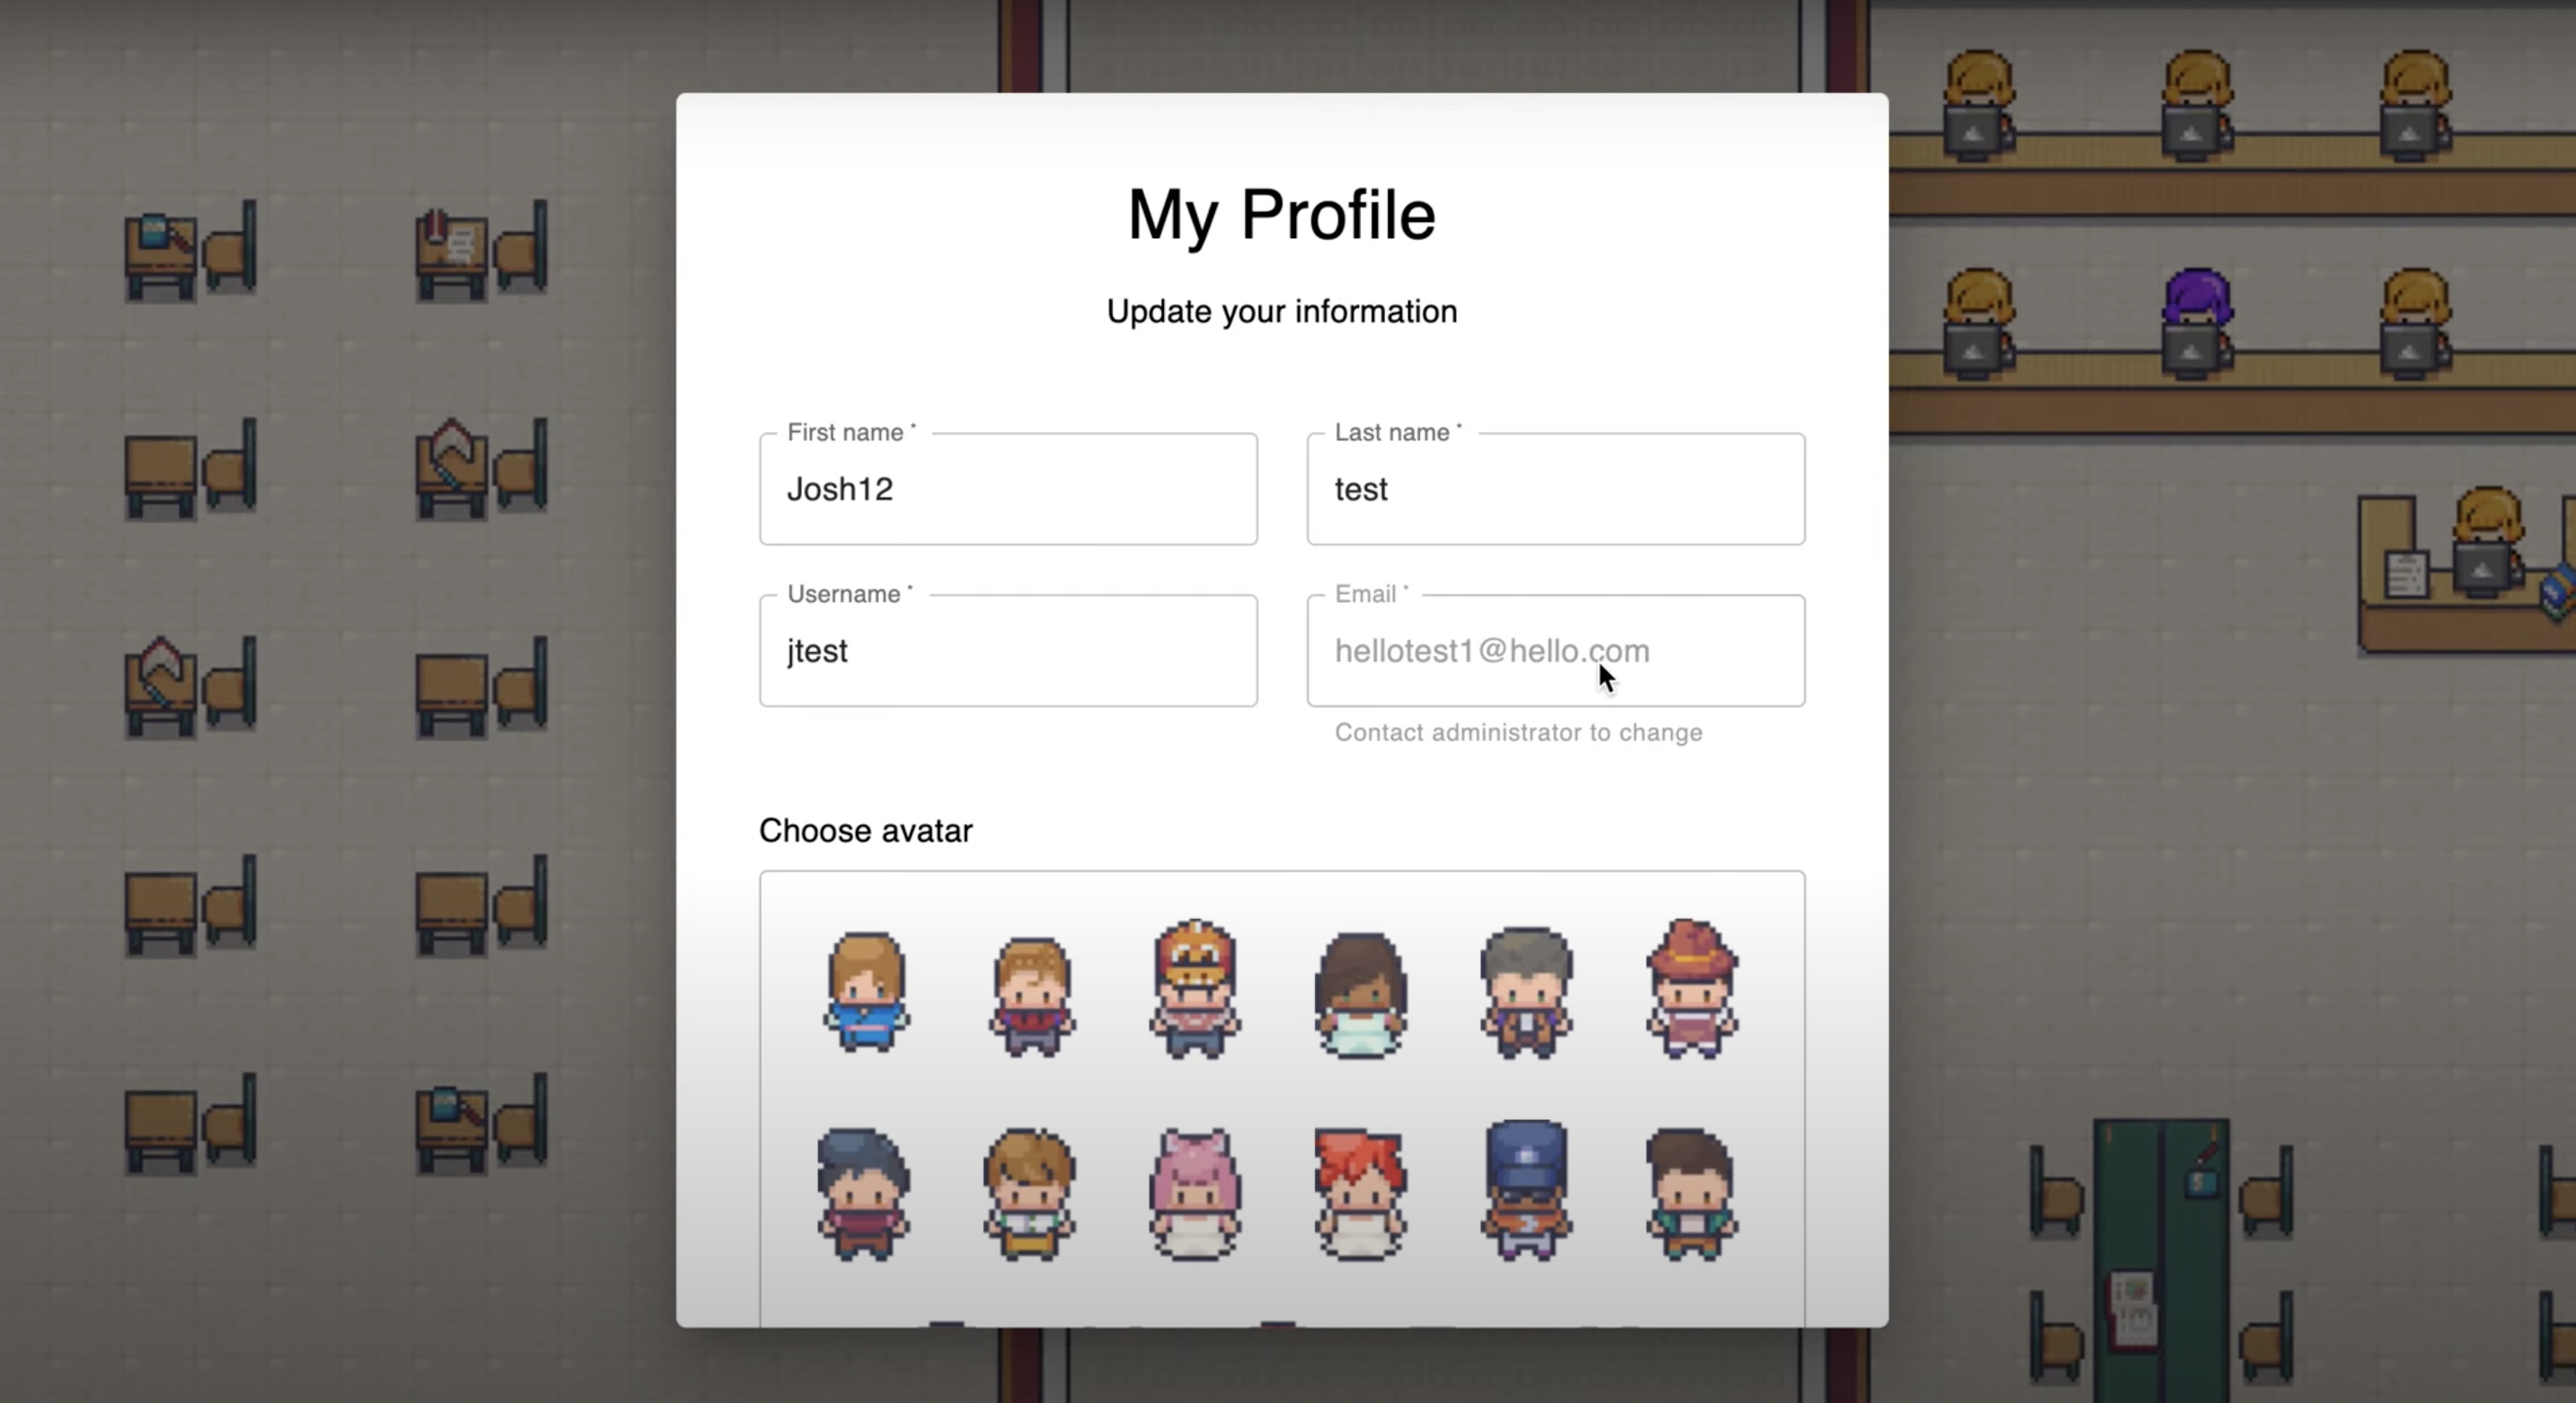 My Profile
Update your information
First name *
Last name *
Josh12
test
Username *
Email *
jtest
hellotest1@hello.com
Contact administrator to change
Choose avatar